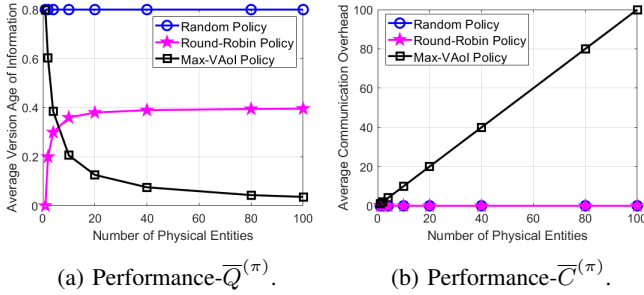 Average Version Age of Information
0.8
0.6
0.4
0.2
0
0
20
40
60
80
100
Number of Physical Entities
Random Policy
Round-Robin Policy
Max-VAoI Policy
(a) Performance-Q̅^(π).
Average Communication Overhead
100
80
60
40
20
0
0
20
40
60
80
100
Number of Physical Entities
Random Policy
Round-Robin Policy
Max-VAoI Policy
(b) Performance-C̅^(π).